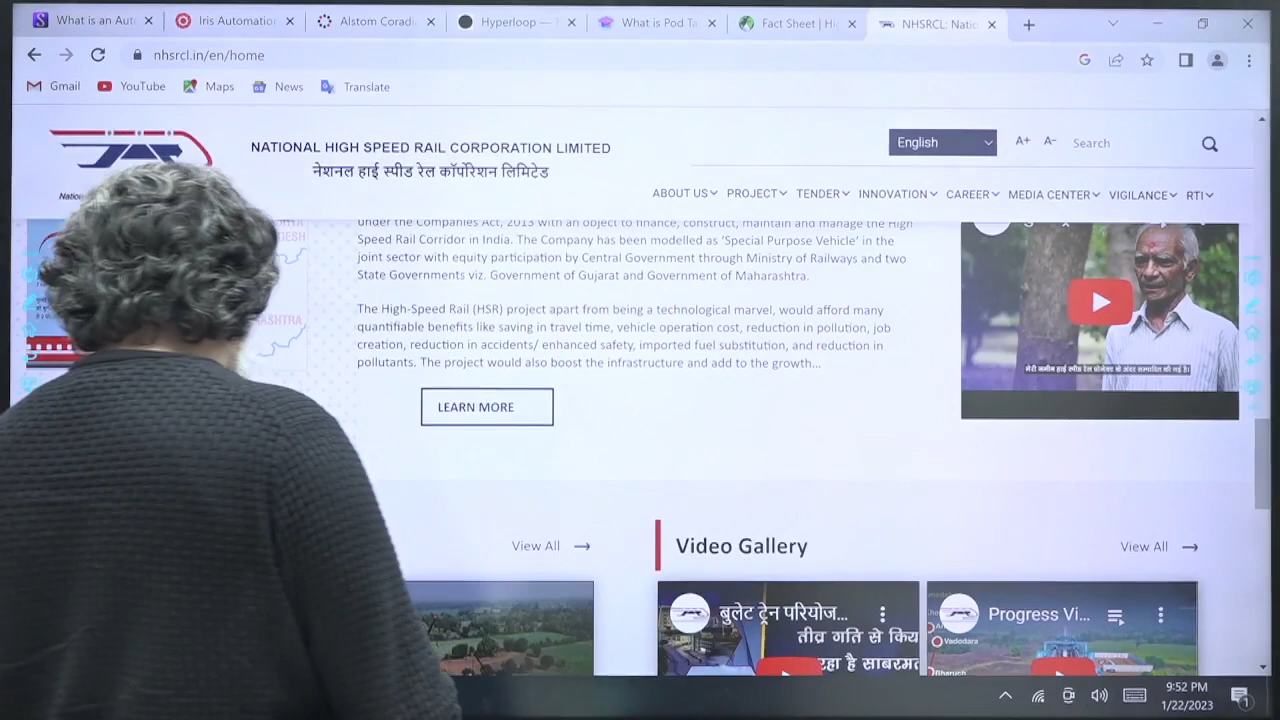 What is an Aut
Iris Automation
Alstom Coradi
Hyperloop —
What is Pod Ta
Fact Sheet | Hi
NHSRCL: Natio
nhsrcl.in/en/home
Gmail
YouTube
Maps
News
Translate
NATIONAL HIGH SPEED RAIL CORPORATION LIMITED
नेशनल हाई स्पीड रेल कॉर्पोरेशन लिमिटेड
English
A+
A-
Search
ABOUT US
PROJECT
TENDER
INNOVATION
CAREER
MEDIA CENTER
VIGILANCE
RTI
under the Companies Act, 2013 with an object to finance, construct, maintain and manage the High
Speed Rail Corridor in India. The Company has been modelled as 'Special Purpose Vehicle' in the
joint sector with equity participation by Central Government through Ministry of Railways and two
State Governments viz. Government of Gujarat and Government of Maharashtra.
The High-Speed Rail (HSR) project apart from being a technological marvel, would afford many
quantifiable benefits like saving in travel time, vehicle operation cost, reduction in pollution, job
creation, reduction in accidents/ enhanced safety, imported fuel substitution, and reduction in
pollutants. The project would also boost the infrastructure and add to the growth...
LEARN MORE
View All
Video Gallery
View All
बुलेट ट्रेन परियोज...
तीव्र गति से किय
रहा है साबरमत
Progress Vi...
Vadodara
Bharuch
9:52 PM
1/22/2023